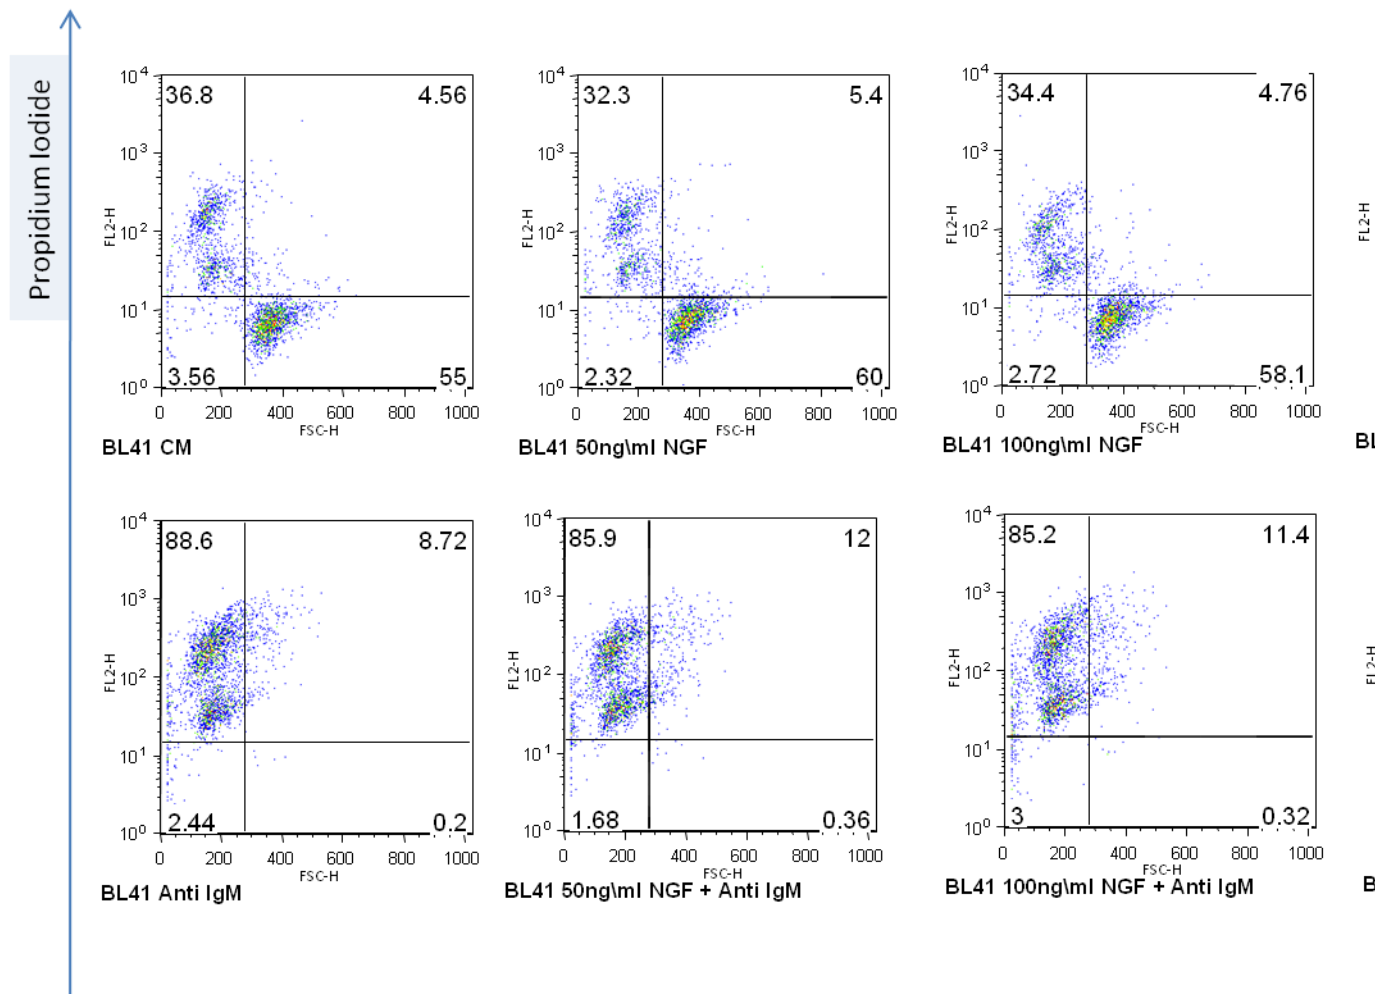 Propidium Iodide
10⁴
36.8 4.56
10³
FL2-H
10²
10¹
3.56 55
10⁰
0 200 400 600 800 1000
FSC-H
BL41 CM
10⁴
32.3 5.4
10³
FL2-H
10²
10¹
2.32 60
10⁰
0 200 400 600 800 1000
FSC-H
BL41 50ng\ml NGF
10⁴
34.4 4.76
10³
FL2-H
10²
10¹
2.72 58.1
10⁰
0 200 400 600 800 1000
FSC-H
BL41 100ng\ml NGF
FL2-H
10⁴
88.6 8.72
10³
FL2-H
10²
10¹
2.44 0.2
10⁰
0 200 400 600 800 1000
FSC-H
BL41 Anti IgM
10⁴
85.9 12
10³
FL2-H
10²
10¹
1.68 0.36
10⁰
0 200 400 600 800 1000
FSC-H
BL41 50ng\ml NGF + Anti IgM
10⁴
85.2 11.4
10³
FL2-H
10²
10¹
3 0.32
10⁰
0 200 400 600 800 1000
FSC-H
BL41 100ng\ml NGF + Anti IgM
FL2-H